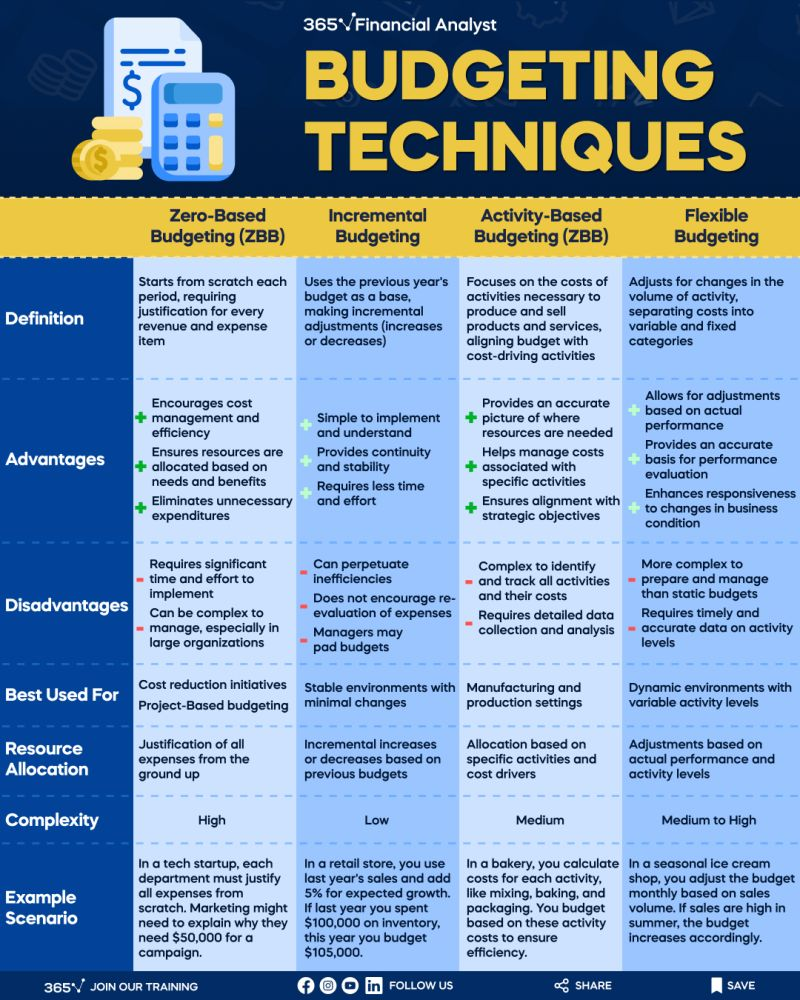 365 Financial Analyst
BUDGETING
TECHNIQUES
Zero-Based
Budgeting (ZBB)
Incremental
Budgeting
Activity-Based
Budgeting (ZBB)
Flexible
Budgeting
Definition
Starts from scratch each
period, requiring
justification for every
revenue and expense
item
Uses the previous year's
budget as a base,
making incremental
adjustments (increases
or decreases)
Focuses on the costs of
activities necessary to
produce and sell
products and services,
aligning budget with
cost-driving activities
Adjusts for changes in the
volume of activity,
separating costs into
variable and fixed
categories
Advantages
+ Encourages cost
management and
efficiency
+ Ensures resources are
allocated based on
needs and benefits
+ Eliminates unnecessary
expenditures
+ Simple to implement
and understand
+ Provides continuity
and stability
+ Requires less time
and effort
+ Provides an accurate
picture of where
resources are needed
+ Helps manage costs
associated with
specific activities
+ Ensures alignment with
strategic objectives
+ Allows for adjustments
based on actual
performance
+ Provides an accurate
basis for performance
evaluation
+ Enhances responsiveness
to changes in business
condition
Disadvantages
- Requires significant
time and effort to
implement
- Can be complex to
manage, especially in
large organizations
- Can perpetuate
inefficiencies
- Does not encourage re-
evaluation of expenses
- Managers may
pad budgets
- Complex to identify
and track all activities
and their costs
- Requires detailed data
collection and analysis
- More complex to
prepare and manage
than static budgets
- Requires timely and
accurate data on activity
levels
Best Used For
Cost reduction initiatives
Project-Based budgeting
Stable environments with
minimal changes
Manufacturing and
production settings
Dynamic environments with
variable activity levels
Resource
Allocation
Justification of all
expenses from the
ground up
Incremental increases
or decreases based on
previous budgets
Allocation based on
specific activities and
cost drivers
Adjustments based on
actual performance and
activity levels
Complexity
High
Low
Medium
Medium to High
Example
Scenario
In a tech startup, each
department must justify
all expenses from
scratch. Marketing might
need to explain why they
need $50,000 for a
campaign.
In a retail store, you use
last year's sales and add
5% for expected growth.
If last year you spent
$100,000 on inventory,
this year you budget
$105,000.
In a bakery, you calculate
costs for each activity,
like mixing, baking, and
packaging. You budget
based on these activity
costs to ensure
efficiency.
In a seasonal ice cream
shop, you adjust the budget
monthly based on sales
volume. If sales are high in
summer, the budget
increases accordingly.
365 JOIN OUR TRAINING
FOLLOW US
SHARE
SAVE